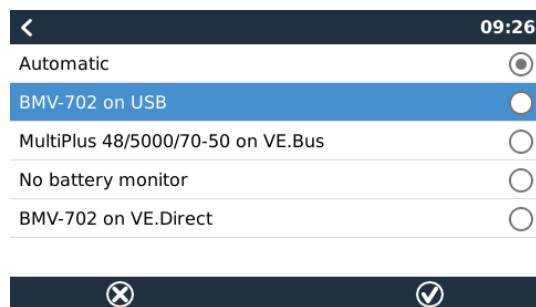 09:26
Automatic
BMV-702 on USB
MultiPlus 48/5000/70-50 on VE.Bus
No battery monitor
BMV-702 on VE.Direct